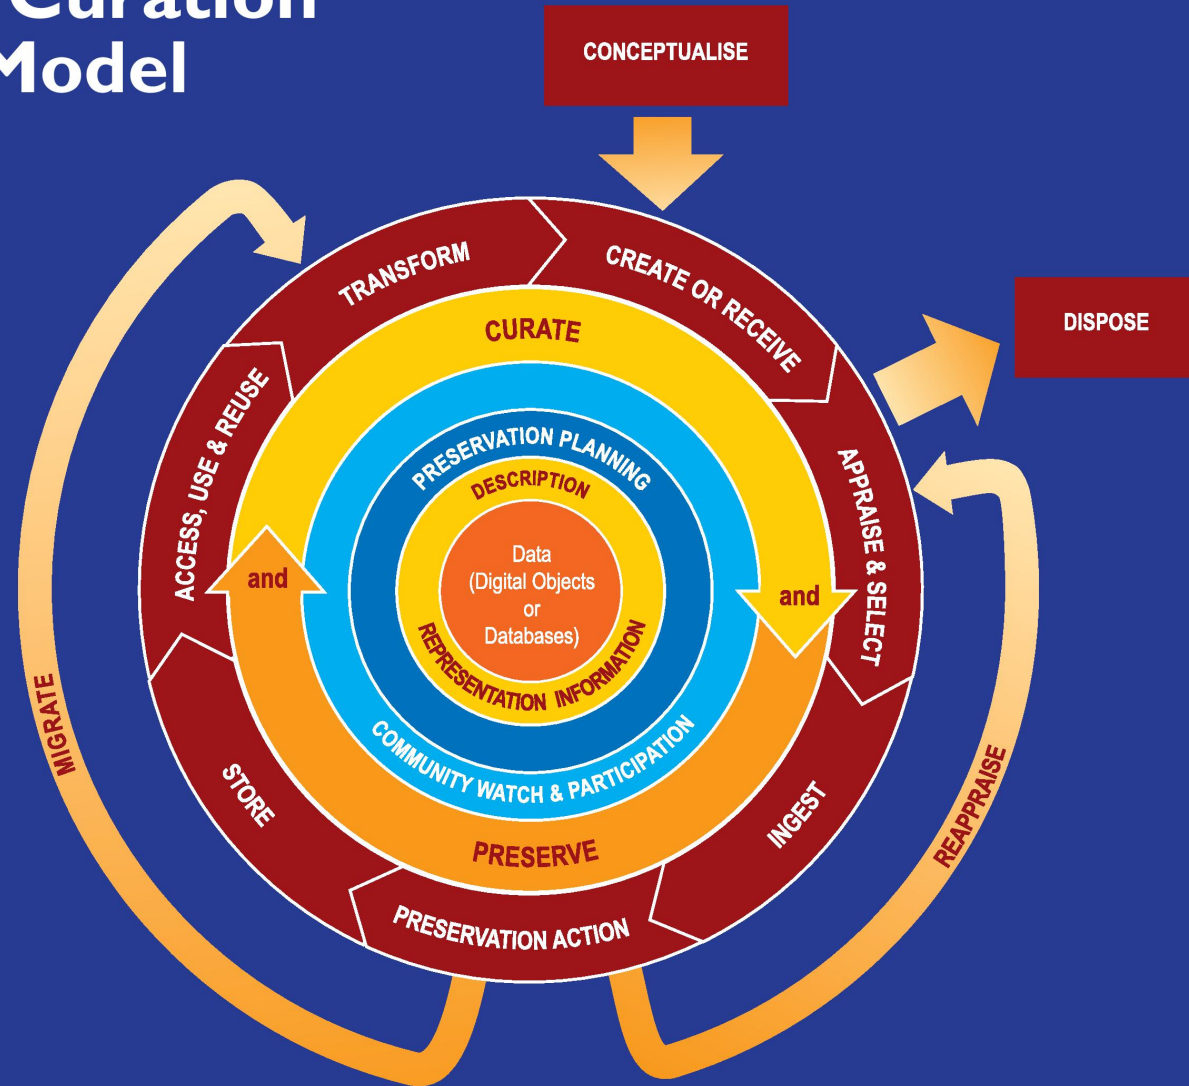 Curation
Model
CONCEPTUALISE
DISPOSE
TRANSFORM
CREATE OR RECEIVE
APPRAISE & SELECT
INGEST
PRESERVATION ACTION
STORE
ACCESS, USE & REUSE
CURATE
and
PRESERVE
and
COMMUNITY WATCH & PARTICIPATION
PRESERVATION PLANNING
DESCRIPTION
REPRESENTATION INFORMATION
Data
(Digital Objects
or
Databases)
MIGRATE
REAPPRAISE